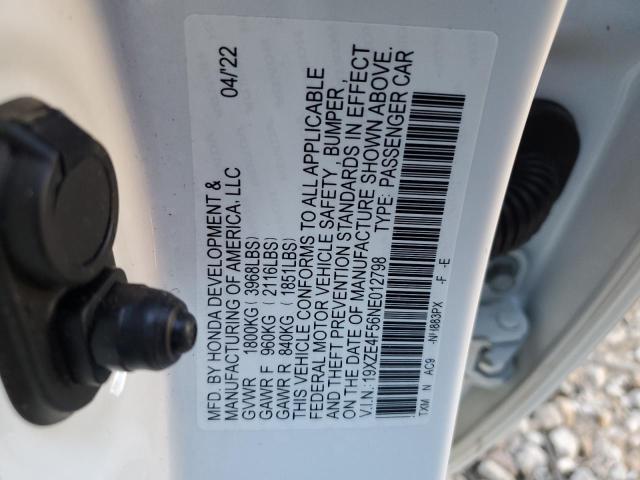 MFD. BY HONDA DEVELOPMENT & 04/22
MANUFACTURING OF AMERICA, LLC
GVWR 1800KG (3968LBS)
GAWR F 960KG (2116LBS)
GAWR R 840KG (1851LBS)
THIS VEHICLE CONFORMS TO ALL APPLICABLE
FEDERAL MOTOR VEHICLE SAFETY, BUMPER,
AND THEFT PREVENTION STANDARDS IN EFFECT
ON THE DATE OF MANUFACTURE SHOWN ABOVE.
V.I.N: 19XZE4F56NE012798 TYPE: PASSENGER CAR
TXM N AC9 -NH883PX -F -E